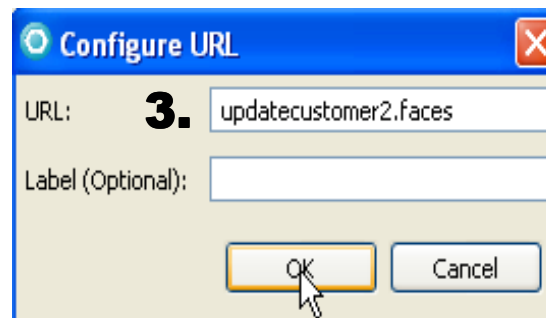 Configure URL
URL: 3. updatecustomer2.faces
Label (Optional):
OK Cancel